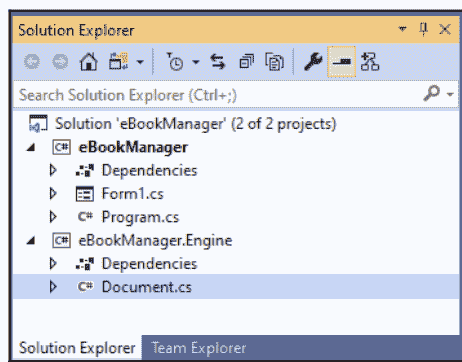 Solution Explorer
Search Solution Explorer (Ctrl+;)
Solution 'eBookManager' (2 of 2 projects)
C# eBookManager
Dependencies
Form1.cs
C# Program.cs
C# eBookManager.Engine
Dependencies
C# Document.cs
Solution Explorer Team Explorer